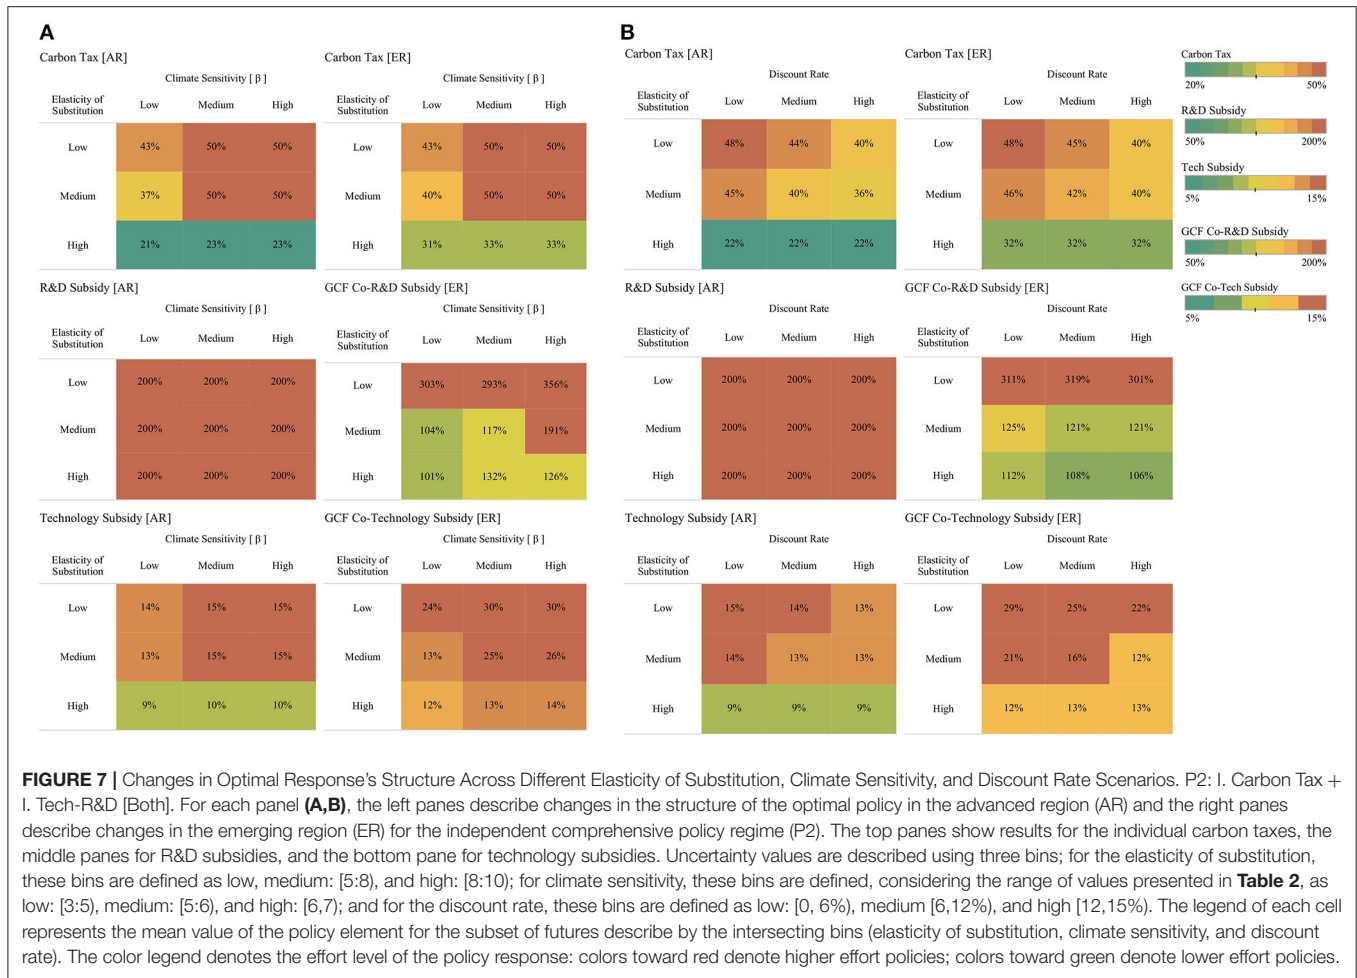 A
Carbon Tax [AR]
Climate Sensitivity [ β ]
Elasticity of
Substitution
Low Medium High
Low 43% 50% 50%
Medium 37% 50% 50%
High 21% 23% 23%
Carbon Tax [ER]
Climate Sensitivity [ β ]
Elasticity of
Substitution
Low Medium High
Low 43% 50% 50%
Medium 40% 50% 50%
High 31% 33% 33%
R&D Subsidy [AR]
Climate Sensitivity [ β ]
Elasticity of
Substitution
Low Medium High
Low 200% 200% 200%
Medium 200% 200% 200%
High 200% 200% 200%
GCF Co-R&D Subsidy [ER]
Climate Sensitivity [ β ]
Elasticity of
Substitution
Low Medium High
Low 303% 293% 356%
Medium 104% 117% 191%
High 101% 132% 126%
Technology Subsidy [AR]
Climate Sensitivity [ β ]
Elasticity of
Substitution
Low Medium High
Low 14% 15% 15%
Medium 13% 15% 15%
High 9% 10% 10%
GCF Co-Technology Subsidy [ER]
Climate Sensitivity [ β ]
Elasticity of
Substitution
Low Medium High
Low 24% 30% 30%
Medium 13% 25% 26%
High 12% 13% 14%
B
Carbon Tax [AR]
Discount Rate
Elasticity of
Substitution
Low Medium High
Low 48% 44% 40%
Medium 45% 40% 36%
High 22% 22% 22%
Carbon Tax [ER]
Discount Rate
Elasticity of
Substitution
Low Medium High
Low 48% 45% 40%
Medium 46% 42% 40%
High 32% 32% 32%
R&D Subsidy [AR]
Discount Rate
Elasticity of
Substitution
Low Medium High
Low 200% 200% 200%
Medium 200% 200% 200%
High 200% 200% 200%
GCF Co-R&D Subsidy [ER]
Discount Rate
Elasticity of
Substitution
Low Medium High
Low 311% 319% 301%
Medium 125% 121% 121%
High 112% 108% 106%
Technology Subsidy [AR]
Discount Rate
Elasticity of
Substitution
Low Medium High
Low 15% 14% 13%
Medium 14% 13% 13%
High 9% 9% 9%
GCF Co-Technology Subsidy [ER]
Discount Rate
Elasticity of
Substitution
Low Medium High
Low 29% 25% 22%
Medium 21% 16% 12%
High 12% 13% 13%
Carbon Tax
20% 50%
R&D Subsidy
50% 200%
Tech Subsidy
5% 15%
GCF Co-R&D Subsidy
50% 200%
GCF Co-Tech Subsidy
5% 15%
FIGURE 7 | Changes in Optimal Response's Structure Across Different Elasticity of Substitution, Climate Sensitivity, and Discount Rate Scenarios. P2: I. Carbon Tax +
I. Tech-R&D [Both]. For each panel (A,B), the left panes describe changes in the structure of the optimal policy in the advanced region (AR) and the right panes
describe changes in the emerging region (ER) for the independent comprehensive policy regime (P2). The top panes show results for the individual carbon taxes, the
middle panes for R&D subsidies, and the bottom pane for technology subsidies. Uncertainty values are described using three bins; for the elasticity of substitution,
these bins are defined as low, medium: [5:8), and high: [8:10); for climate sensitivity, these bins are defined, considering the range of values presented in Table 2, as
low: [3:5), medium: [5:6), and high: [6,7); and for the discount rate, these bins are defined as low: [0, 6%), medium [6,12%), and high [12,15%). The legend of each cell
represents the mean value of the policy element for the subset of futures describe by the intersecting bins (elasticity of substitution, climate sensitivity, and discount
rate). The color legend denotes the effort level of the policy response: colors toward red denote higher effort policies; colors toward green denote lower effort policies.